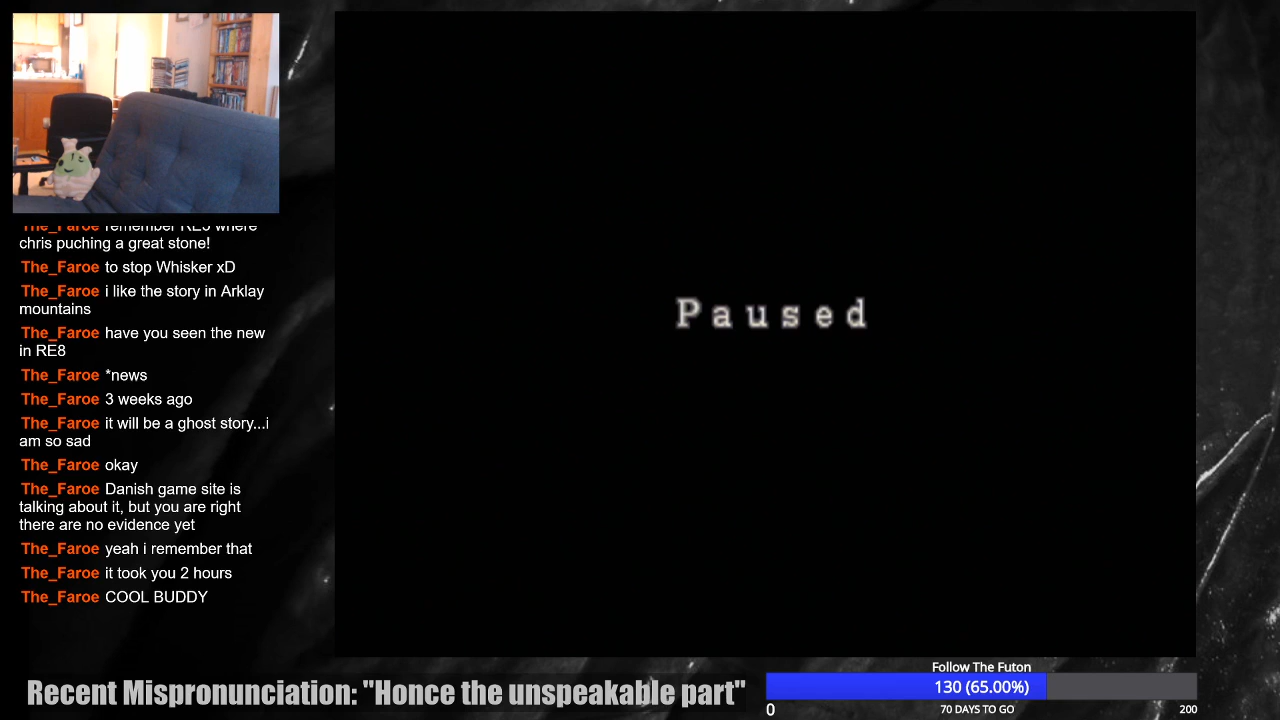 The_Faroe remember RE5 where
chris puching a great stone!
The_Faroe to stop Whisker xD
The_Faroe i like the story in Arklay
mountains
The_Faroe have you seen the new
in RE8
The_Faroe *news
The_Faroe 3 weeks ago
The_Faroe it will be a ghost story...i
am so sad
The_Faroe okay
The_Faroe Danish game site is
talking about it, but you are right
there are no evidence yet
The_Faroe yeah i remember that
The_Faroe it took you 2 hours
The_Faroe COOL BUDDY
Paused
Recent Mispronunciation: "Honce the unspeakable part"
Follow The Futon
130 (65.00%)
0
70 DAYS TO GO
200